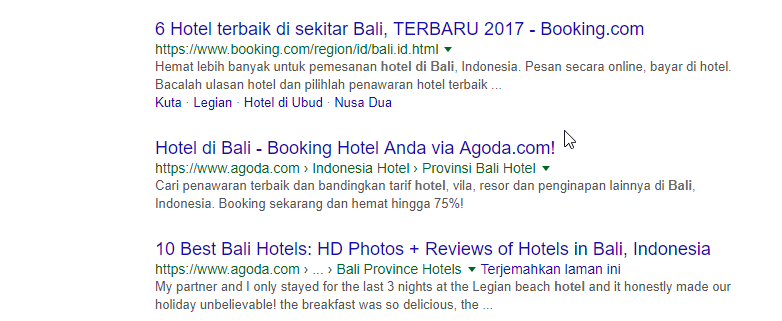 6 Hotel terbaik di sekitar Bali, TERBARU 2017 - Booking.com
https://www.booking.com/region/id/bali.id.html
Hemat lebih banyak untuk pemesanan hotel di Bali, Indonesia. Pesan secara online, bayar di hotel.
Bacalah ulasan hotel dan pilihlah penawaran hotel terbaik ...
Kuta · Legian · Hotel di Ubud · Nusa Dua
Hotel di Bali - Booking Hotel Anda via Agoda.com!
https://www.agoda.com › Indonesia Hotel › Provinsi Bali Hotel
Cari penawaran terbaik dan bandingkan tarif hotel, vila, resor dan penginapan lainnya di Bali,
Indonesia. Booking sekarang dan hemat hingga 75%!
10 Best Bali Hotels: HD Photos + Reviews of Hotels in Bali, Indonesia
https://www.agoda.com › ... › Bali Province Hotels Terjemahkan laman ini
My partner and I only stayed for the last 3 nights at the Legian beach hotel and it honestly made our
holiday unbelievable! the breakfast was so delicious, the ...